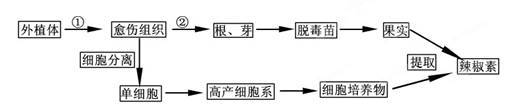 外植体 ① 愈伤组织 ② 根、芽 脱毒苗 果实
细胞分离 提取 辣椒素
单细胞 高产细胞系 细胞培养物